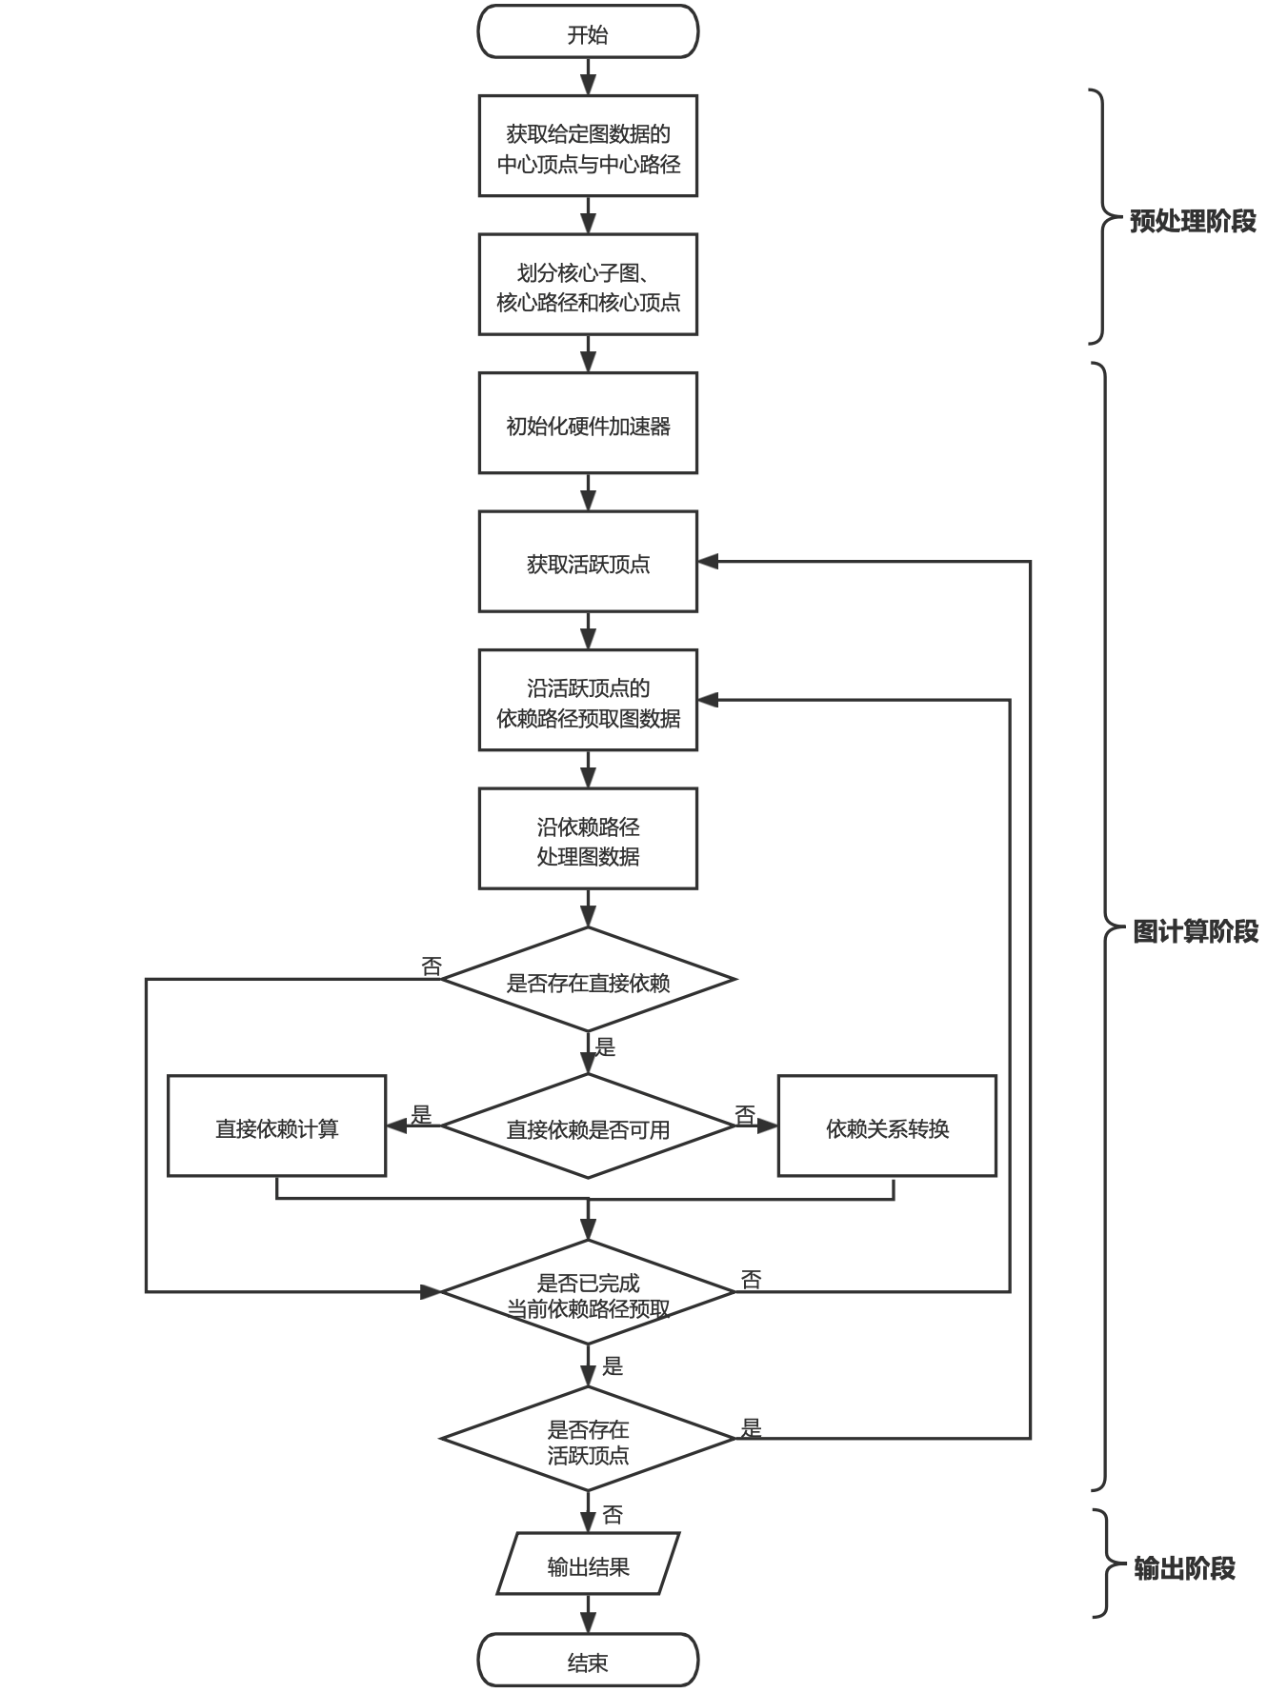 开始
获取给定图数据的
中心顶点与中心路径
预处理阶段
划分核心子图、
核心路径和核心顶点
初始化硬件加速器
获取活跃顶点
沿活跃顶点的
依赖路径预取图数据
沿依赖路径
处理图数据
图计算阶段
否
是否存在直接依赖
是
直接依赖计算
是
直接依赖是否可用
否
依赖关系转换
是否已完成
当前依赖路径预取
否
是
是否存在
活跃顶点
是
否
输出结果
输出阶段
结束